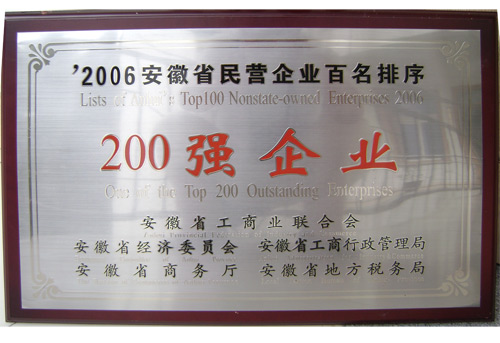 '2006安徽省民营企业百名排序
Lists of Top100 Nonstate-owned Enterprises 2006
200强企业
One of the Top 200 Outstanding Enterprises
安徽省工商业联合会
安徽省经济委员会 安徽省工商行政管理局
安徽省商务厅 安徽省地方税务局